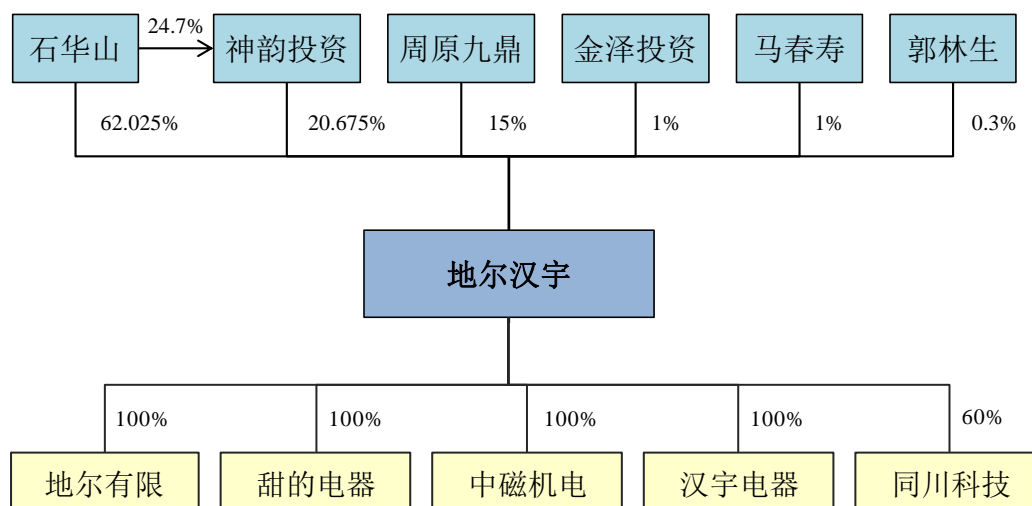 24.7%
石华山
神韵投资
周原九鼎
金泽投资
马春寿
郭林生
62.025%
20.675%
15%
1%
1%
0.3%
地尔汉宇
100%
100%
100%
100%
60%
地尔有限
甜的电器
中磁机电
汉宇电器
同川科技